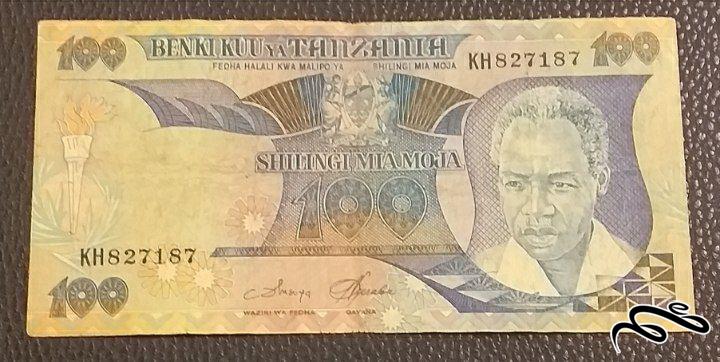 100 BENKI KUU YA TANZANIA 100
FEDHA HALALI KWA MALIPO YA SHILINGI MIA MOJA
KH827187
SHILINGI MIA MOJA
100
KH827187
100
WAZIRI WA FEDHA GAVANA